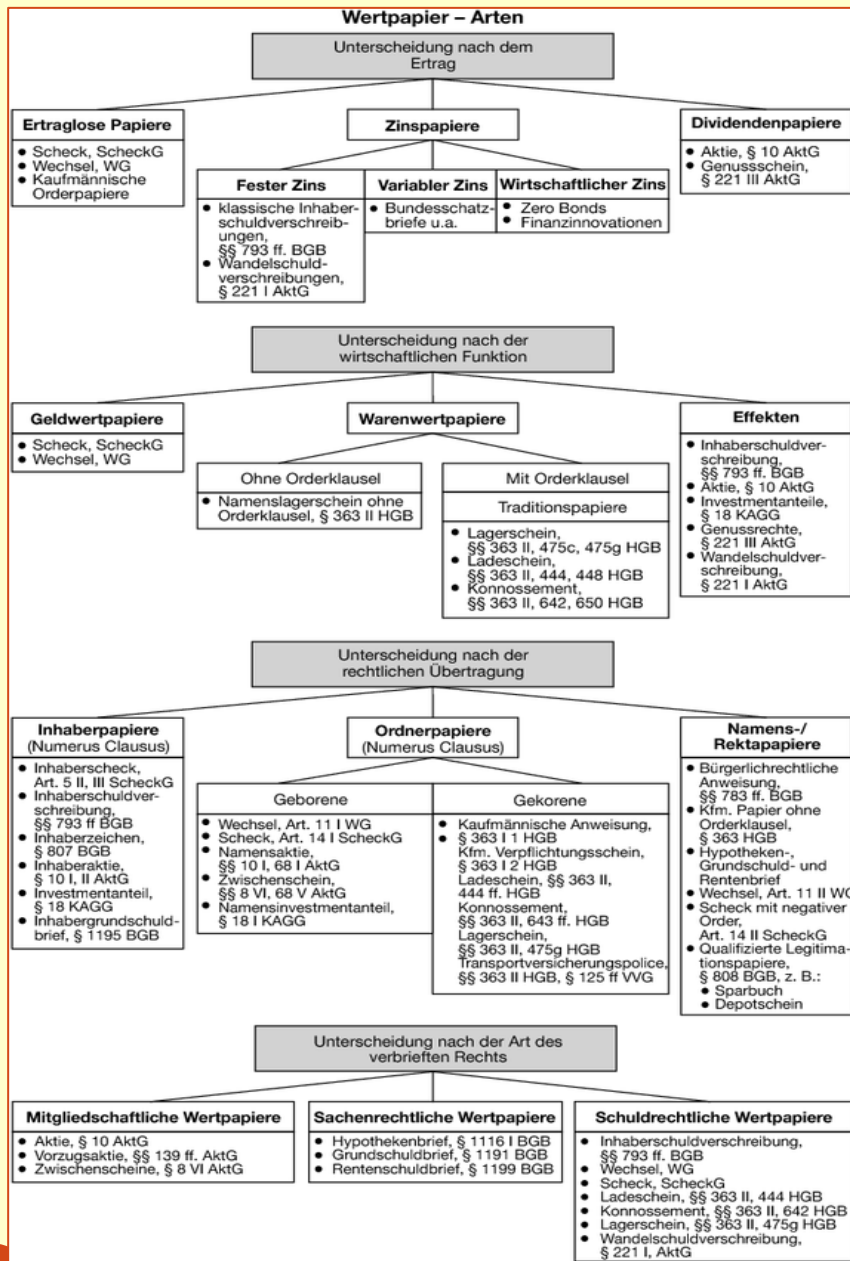 Wertpapier – Arten
Unterscheidung nach dem
Ertrag
Ertraglose Papiere
• Scheck, ScheckG
• Wechsel, WG
• Kaufmännische
Orderpapiere
Zinspapiere
Fester Zins
• klassische Inhaber-
schuldverschreib-
ungen,
§§ 793 ff. BGB
• Wandelschuld-
verschreibungen,
§ 221 I AktG
Variabler Zins
• Bundesschatz-
briefe u.a.
Wirtschaftlicher Zins
• Zero Bonds
• Finanzinnovationen
Dividendenpapiere
• Aktie, § 10 AktG
• Genussschein,
§ 221 III AktG
Unterscheidung nach der
wirtschaftlichen Funktion
Geldwertpapiere
• Scheck, ScheckG
• Wechsel, WG
Warenwertpapiere
Ohne Orderklausel
• Namenslagerschein ohne
Orderklausel, § 363 II HGB
Mit Orderklausel
Traditionspapiere
• Lagerschein,
§§ 363 II, 475c, 475g HGB
• Ladeschein,
§§ 363 II, 444, 448 HGB
• Konnossement,
§§ 363 II, 642, 650 HGB
Effekten
• Inhaberschuldver-
schreibung,
§§ 793 ff. BGB
• Aktie, § 10 AktG
• Investmentanteile,
§ 18 KAGG
• Genussrechte,
§ 221 III AktG
• Wandelschuldver-
schreibung,
§ 221 I AktG
Unterscheidung nach der
rechtlichen Übertragung
Inhaberpapiere
(Numerus Clausus)
• Inhaberscheck,
Art. 5 II, III ScheckG
• Inhaberschuldver-
schreibung,
§§ 793 ff BGB
• Inhaberzeichen,
§ 807 BGB
• Inhaberaktie,
§ 10 I, II AktG
• Investmentanteil,
§ 18 KAGG
• Inhabergrundschuld-
brief, § 1195 BGB
Ordnerpapiere
(Numerus Clausus)
Geborene
• Wechsel, Art. 11 I WG
• Scheck, Art. 14 I ScheckG
• Namensaktie,
§§ 10 I, 68 I AktG
• Zwischenschein,
§§ 8 VI, 68 V AktG
• Namensinvestmentanteil,
§ 18 I KAGG
Gekorene
• Kaufmännische Anweisung,
• § 363 I 1 HGB
Kfm. Verpflichtungsschein,
§ 363 I 2 HGB
Ladeschein, §§ 363 II,
444 ff. HGB
Konnossement,
§§ 363 II, 643 ff. HGB
Lagerschein,
§§ 363 II, 475g HGB
Transportversicherungspolice,
§§ 363 II HGB, § 125 ff VVG
Namens-/
Rektapapiere
• Bürgerlichrechtliche
Anweisung,
§§ 783 ff. BGB
• Kfm. Papier ohne
Orderklausel,
§ 363 HGB
• Hypotheken-,
Grundschuld- und
Rentenbrief
• Wechsel, Art. 11 II WG
• Scheck mit negativer
Order,
Art. 14 II ScheckG
• Qualifizierte Legitima-
tionspapiere,
§ 808 BGB, z. B.:
• Sparbuch
• Depotschein
Unterscheidung nach der Art des
verbrieften Rechts
Mitgliedschaftliche Wertpapiere
• Aktie, § 10 AktG
• Vorzugsaktie, §§ 139 ff. AktG
• Zwischenscheine, § 8 VI AktG
Sachenrechtliche Wertpapiere
• Hypothekenbrief, § 1116 I BGB
• Grundschuldbrief, § 1191 BGB
• Rentenschuldbrief, § 1199 BGB
Schuldrechtliche Wertpapiere
• Inhaberschuldverschreibung,
§§ 793 ff. BGB
• Wechsel, WG
• Scheck, ScheckG
• Ladeschein, §§ 363 II, 444 HGB
• Konnossement, §§ 363 II, 642 HGB
• Lagerschein, §§ 363 II, 475g HGB
• Wandelschuldverschreibung,
§ 221 I, AktG